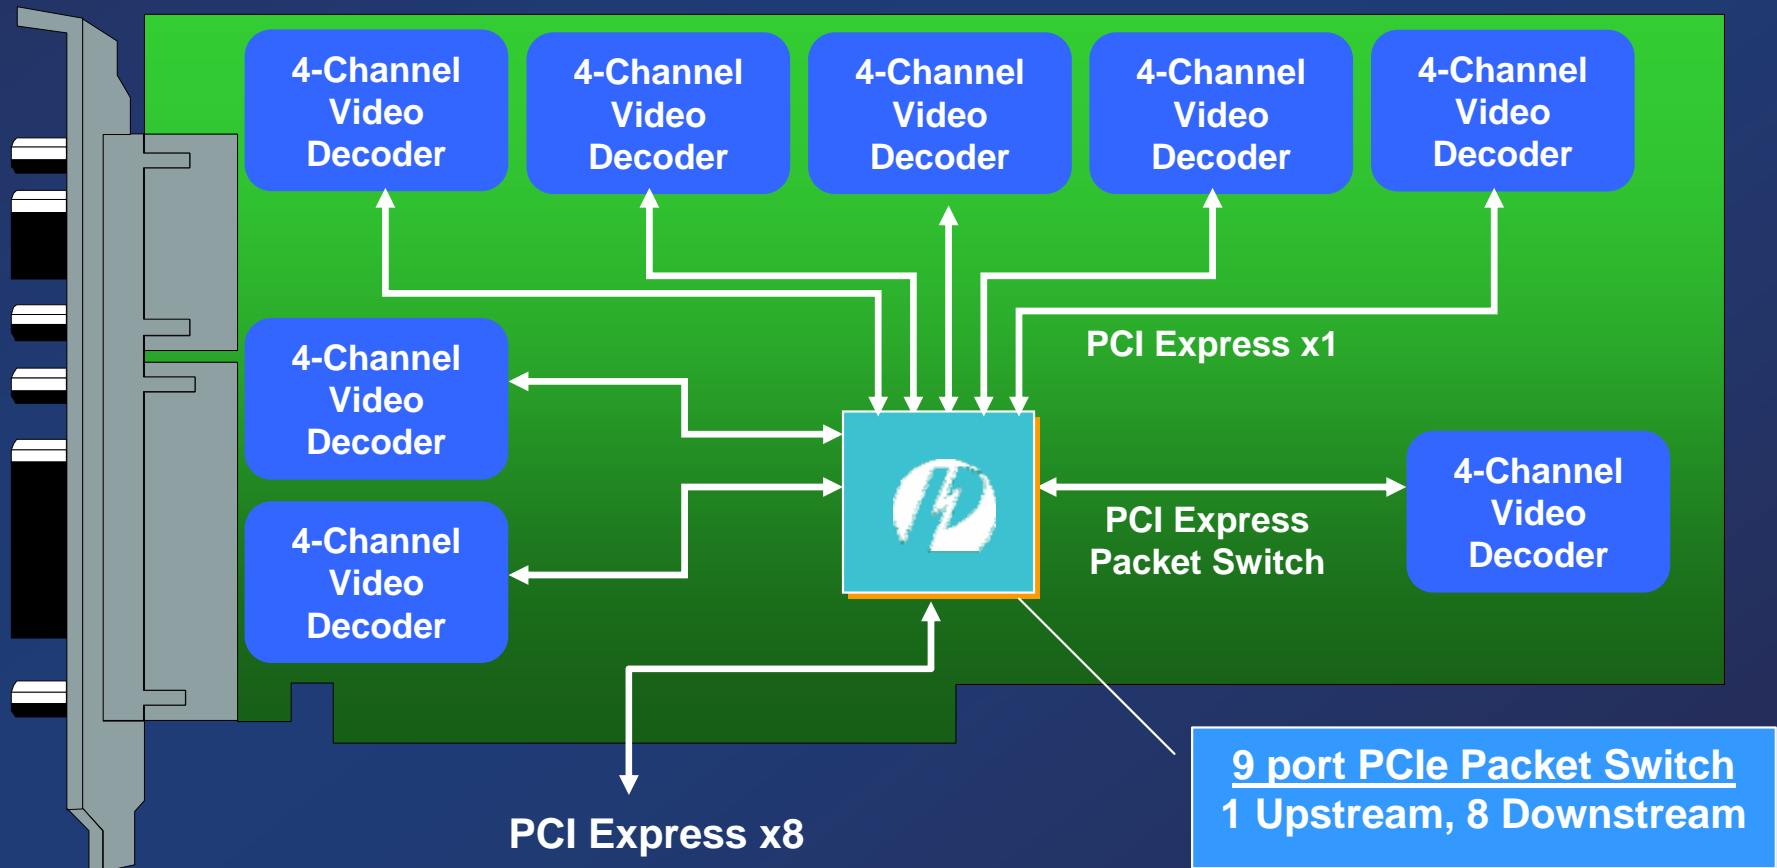 4-Channel
Video
Decoder
4-Channel
Video
Decoder
4-Channel
Video
Decoder
4-Channel
Video
Decoder
4-Channel
Video
Decoder
PCI Express x1
4-Channel
Video
Decoder
4-Channel
Video
Decoder
PCI Express
Packet Switch
4-Channel
Video
Decoder
PCI Express x8
9 port PCIe Packet Switch
1 Upstream, 8 Downstream